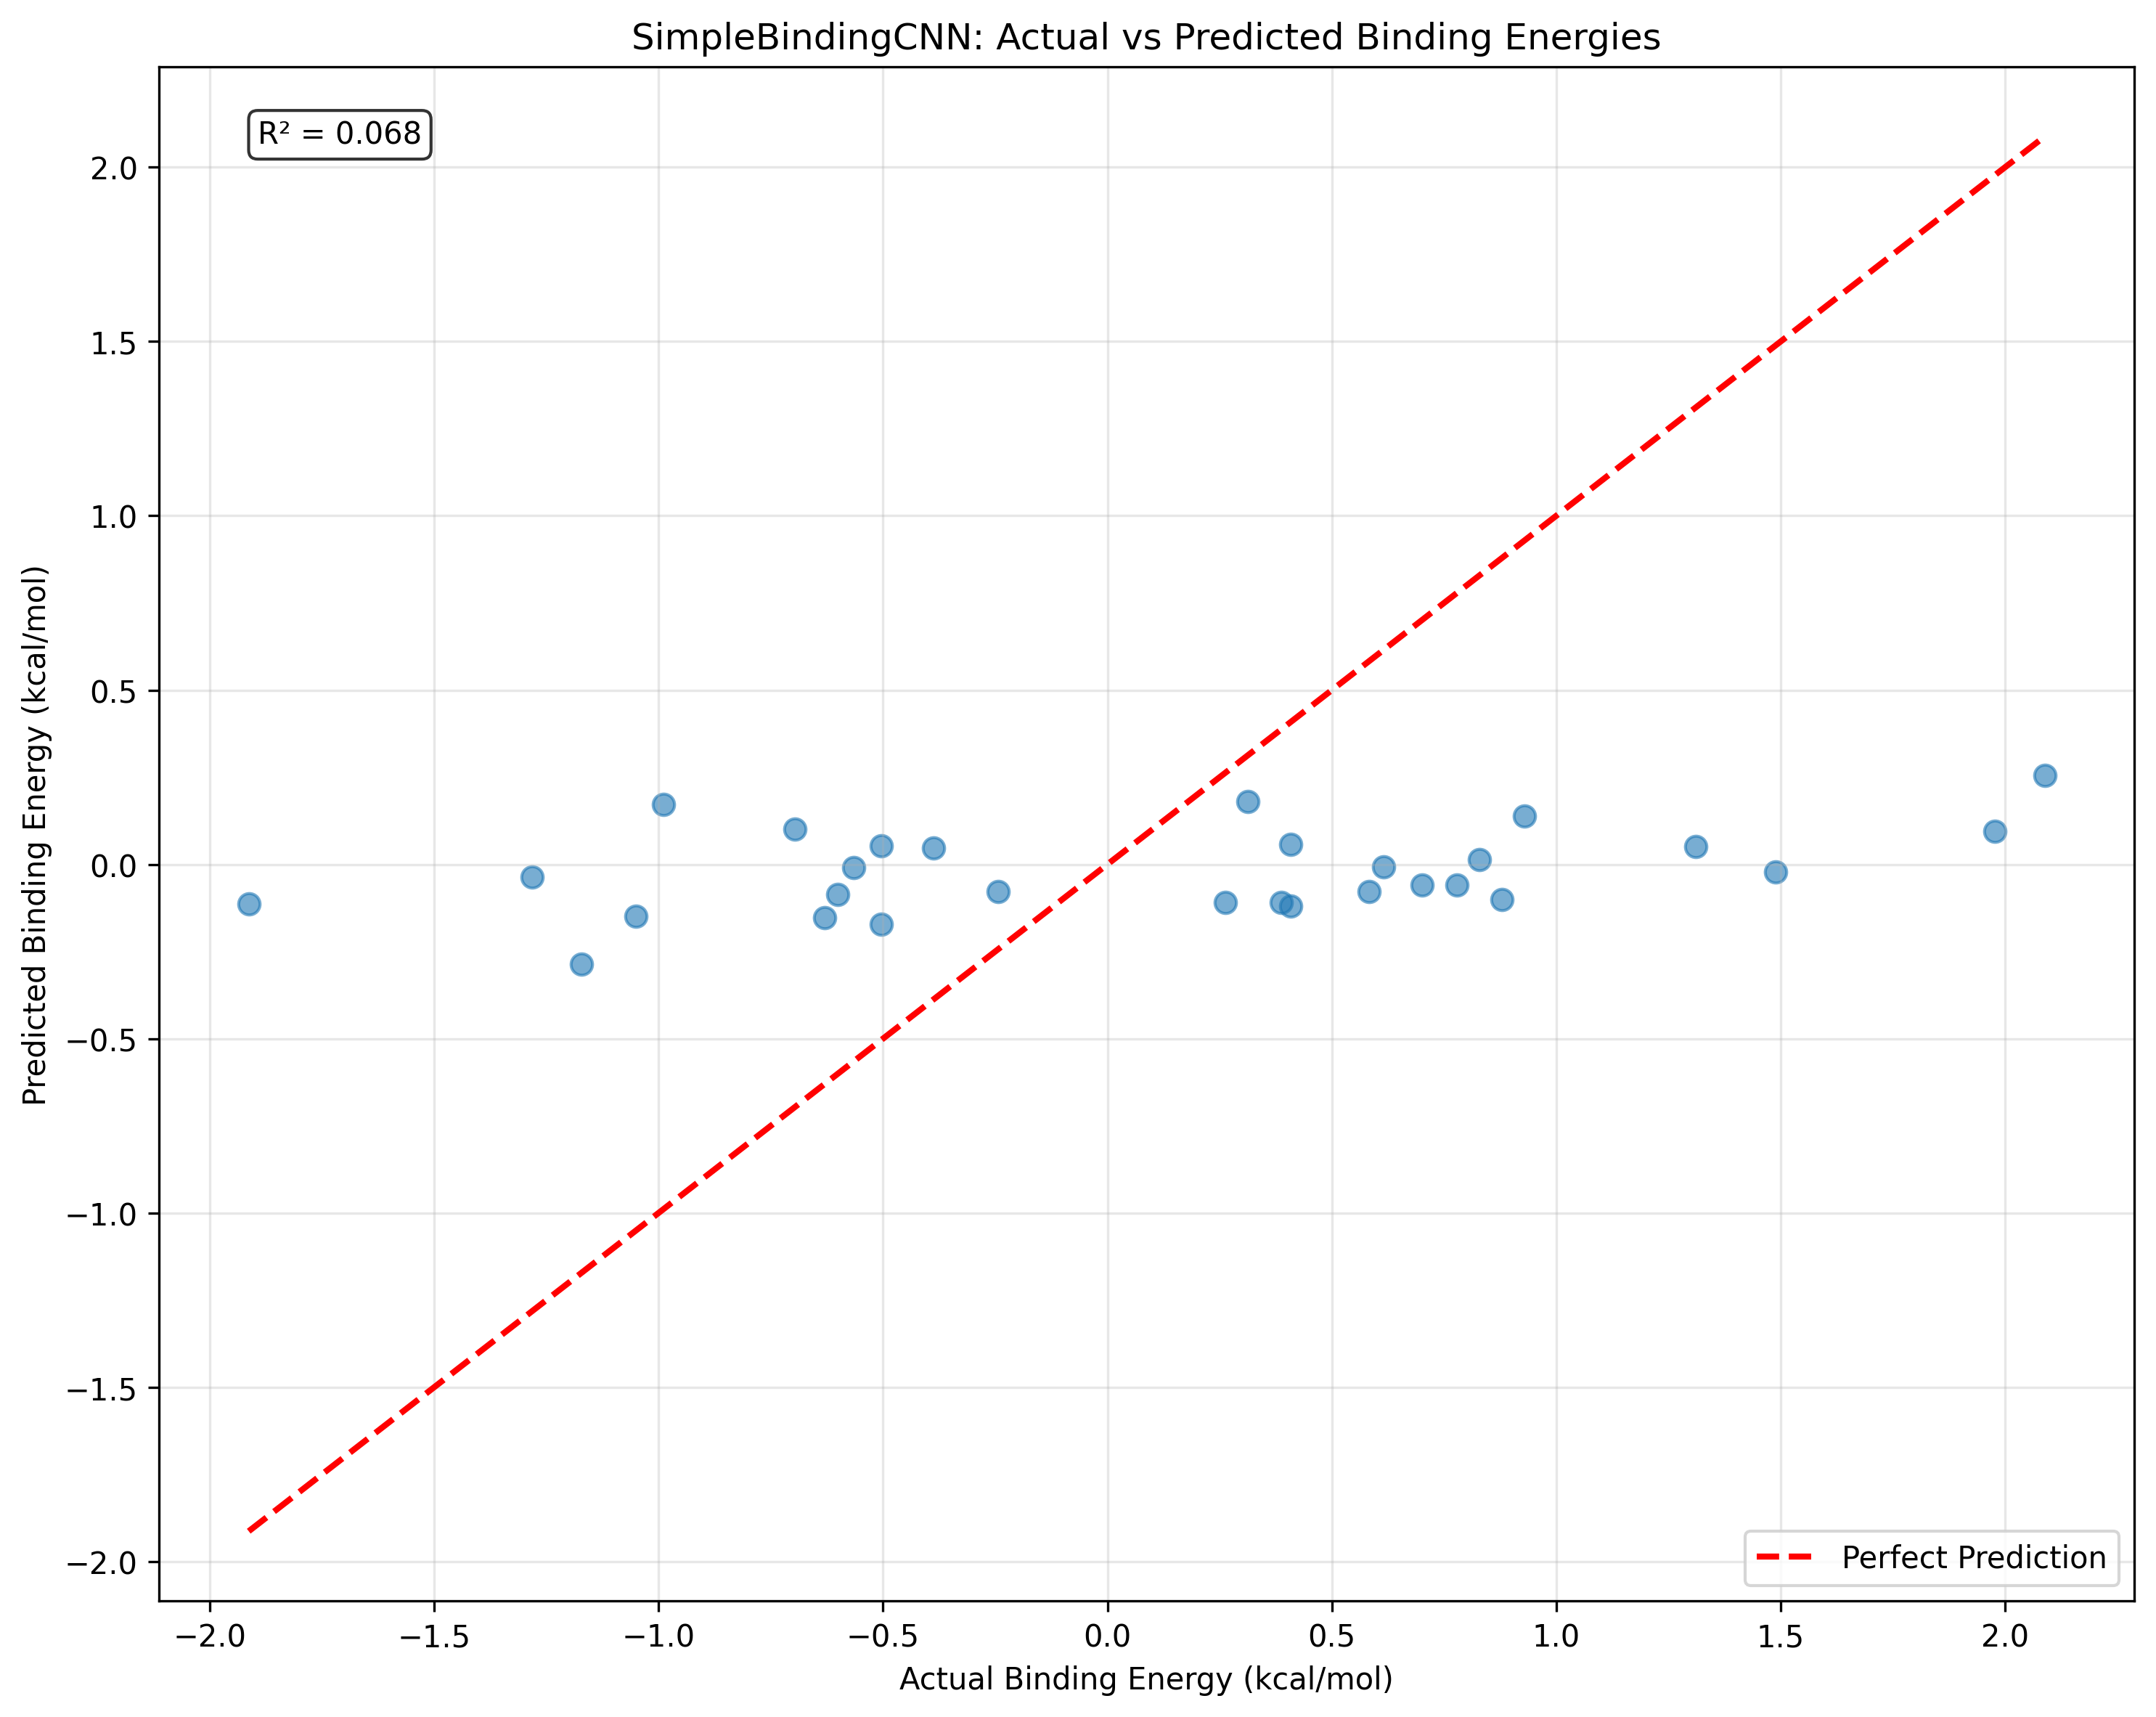 SimpleBindingCNN: Actual vs Predicted Binding Energies
R² = 0.068
Predicted Binding Energy (kcal/mol)
2.0
1.5
1.0
0.5
0.0
−0.5
−1.0
−1.5
−2.0
Perfect Prediction
−2.0 −1.5 −1.0 −0.5 0.0 0.5 1.0 1.5 2.0
Actual Binding Energy (kcal/mol)